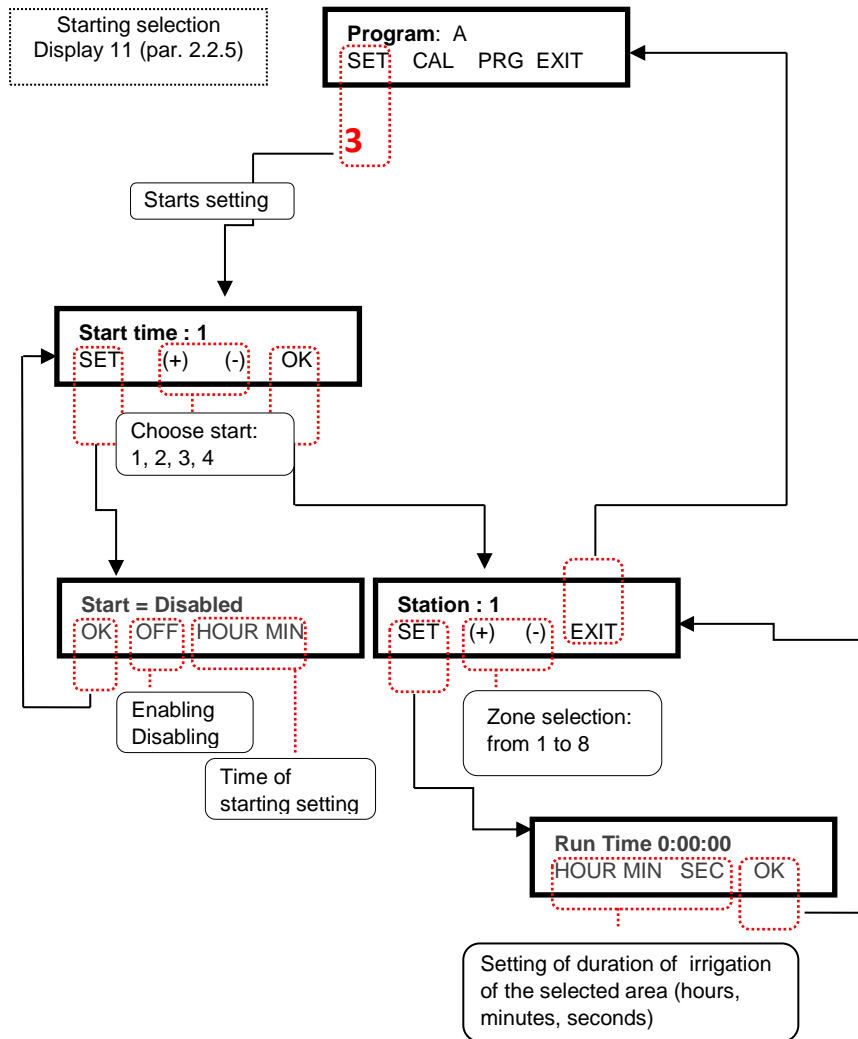 Starting selection
Display 11 (par. 2.2.5)
Program: A
SET CAL PRG EXIT
3
Starts setting
Start time : 1
SET (+) (-) OK
Choose start:
1, 2, 3, 4
Start = Disabled
OK OFF HOUR MIN
Station : 1
SET (+) (-) EXIT
Enabling
Disabling
Zone selection:
from 1 to 8
Time of
starting setting
Run Time 0:00:00
HOUR MIN SEC OK
Setting of duration of irrigation
of the selected area (hours,
minutes, seconds)